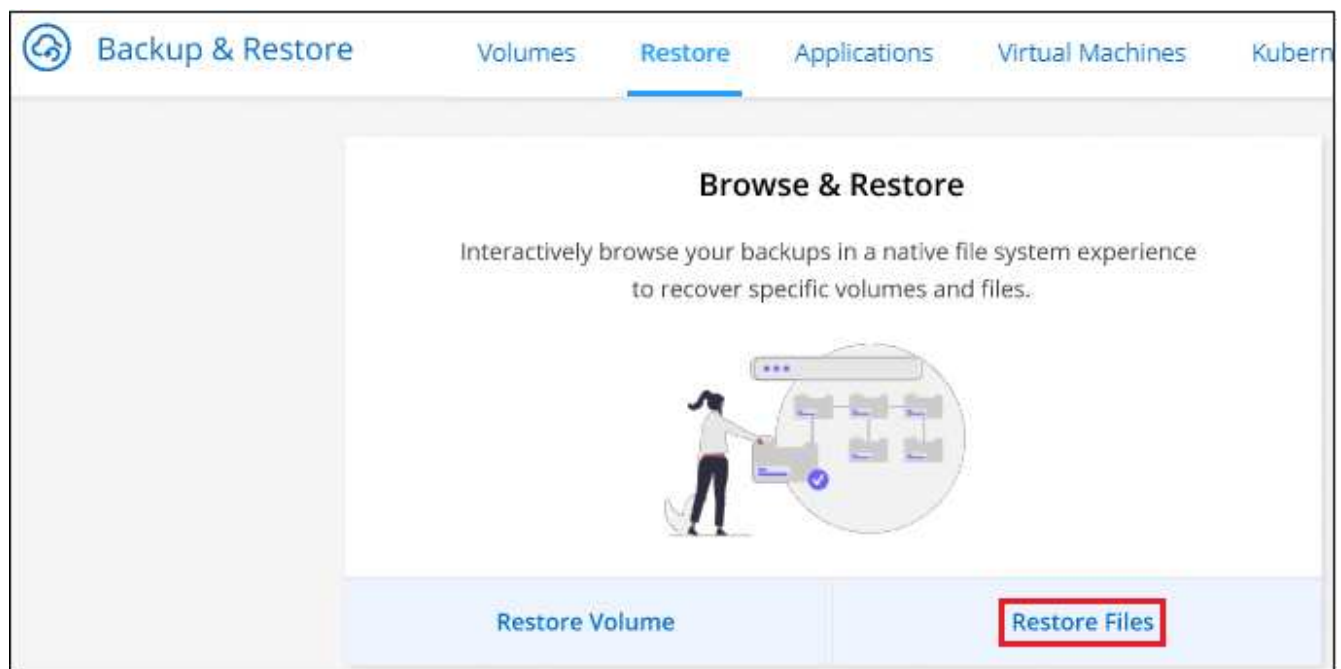 Backup & Restore Volumes Restore Applications Virtual Machines Kubern
Browse & Restore
Interactively browse your backups in a native file system experience
to recover specific volumes and files.
Restore Volume Restore Files